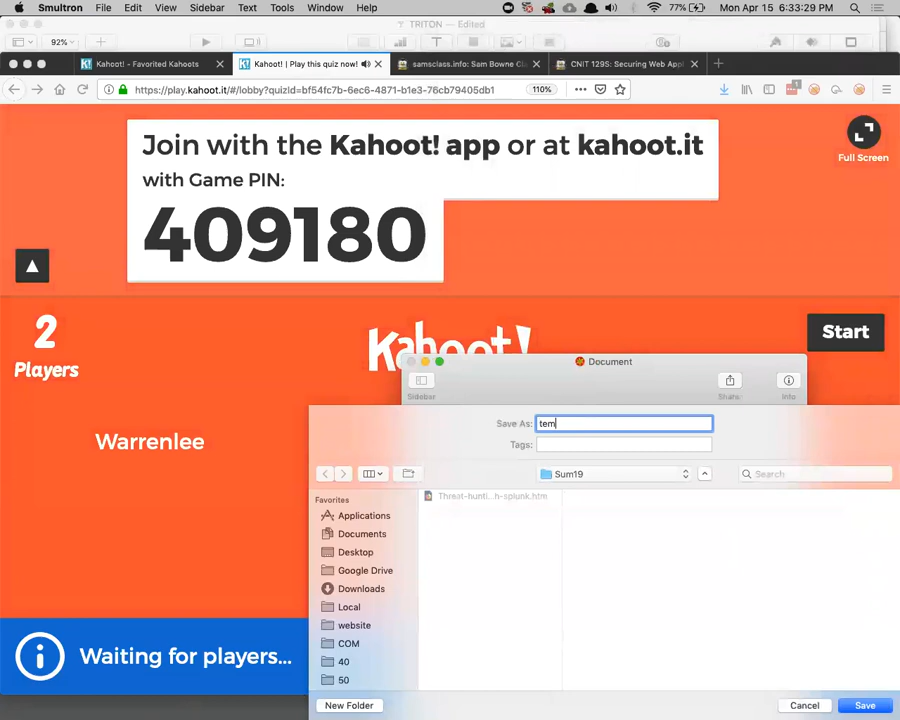 Smultron File Edit View Sidebar Text Tools Window Help 77% Mon Apr 15 6:33:29 PM
TRITON — Edited
92%
Kahoot! - Favorited Kahoots Kahoot! | Play this quiz now! samsclass.info: Sam Bowne Cla CNIT 129S: Securing Web Appl
https://play.kahoot.it/#/lobby?quizId=bf54fc7b-6ec6-4871-b1e3-76cb79405db1 110%
Join with the Kahoot! app or at kahoot.it
with Game PIN:
409180
Full Screen
2
Players
Kahoot!
Start
Document
Sidebar Share Info
Warrenlee
Save As: tem
Tags:
Sum19 Search
Favorites
Threat-hunti...h-splunk.htm
Applications
Documents
Desktop
Google Drive
Downloads
Local
website
COM
40
50
Waiting for players...
New Folder Cancel Save